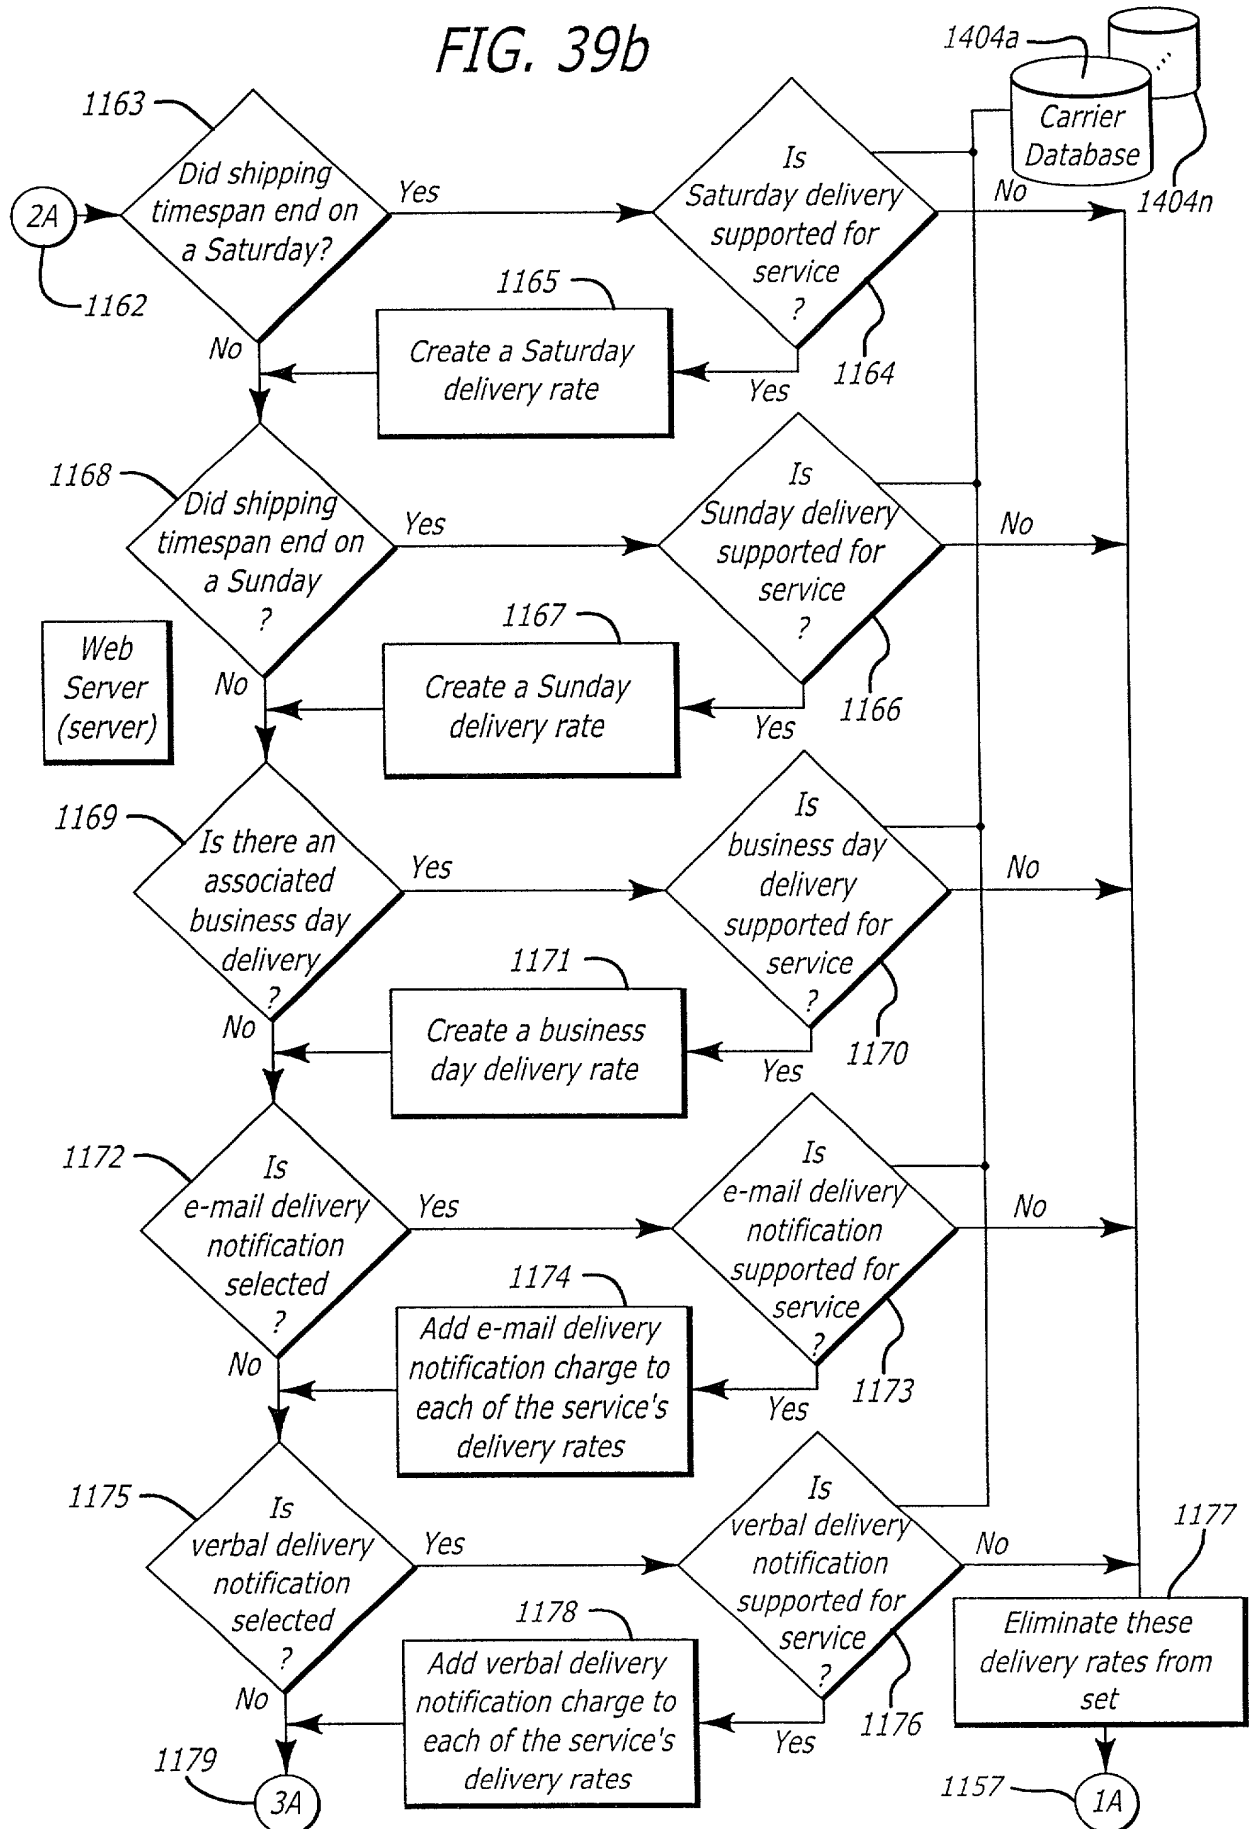 FIG. 39b
1404a
Carrier
Database
1404n
1163
Did shipping
timespan end on
a Saturday?
2A
1162
Yes
Is
Saturday delivery
supported for
service
?
No
1164
1165
Create a Saturday
delivery rate
Yes
No
1168
Did shipping
timespan end on
a Sunday
?
Yes
Is
Sunday delivery
supported for
service
?
No
1166
1167
Create a Sunday
delivery rate
Yes
No
Web
Server
(server)
1169
Is there an
associated
business day
delivery
?
Yes
Is
business day
delivery
supported for
service
?
No
1170
1171
Create a business
day delivery rate
Yes
No
1172
Is
e-mail delivery
notification
selected
?
Yes
Is
e-mail delivery
notification
supported for
service
?
No
1173
1174
Add e-mail delivery
notification charge to
each of the service's
delivery rates
Yes
No
1175
Is
verbal delivery
notification
selected
?
Yes
Is
verbal delivery
notification
supported for
service
?
No
1176
1177
Eliminate these
delivery rates from
set
1178
Add verbal delivery
notification charge to
each of the service's
delivery rates
Yes
No
1179
3A
1157
1A